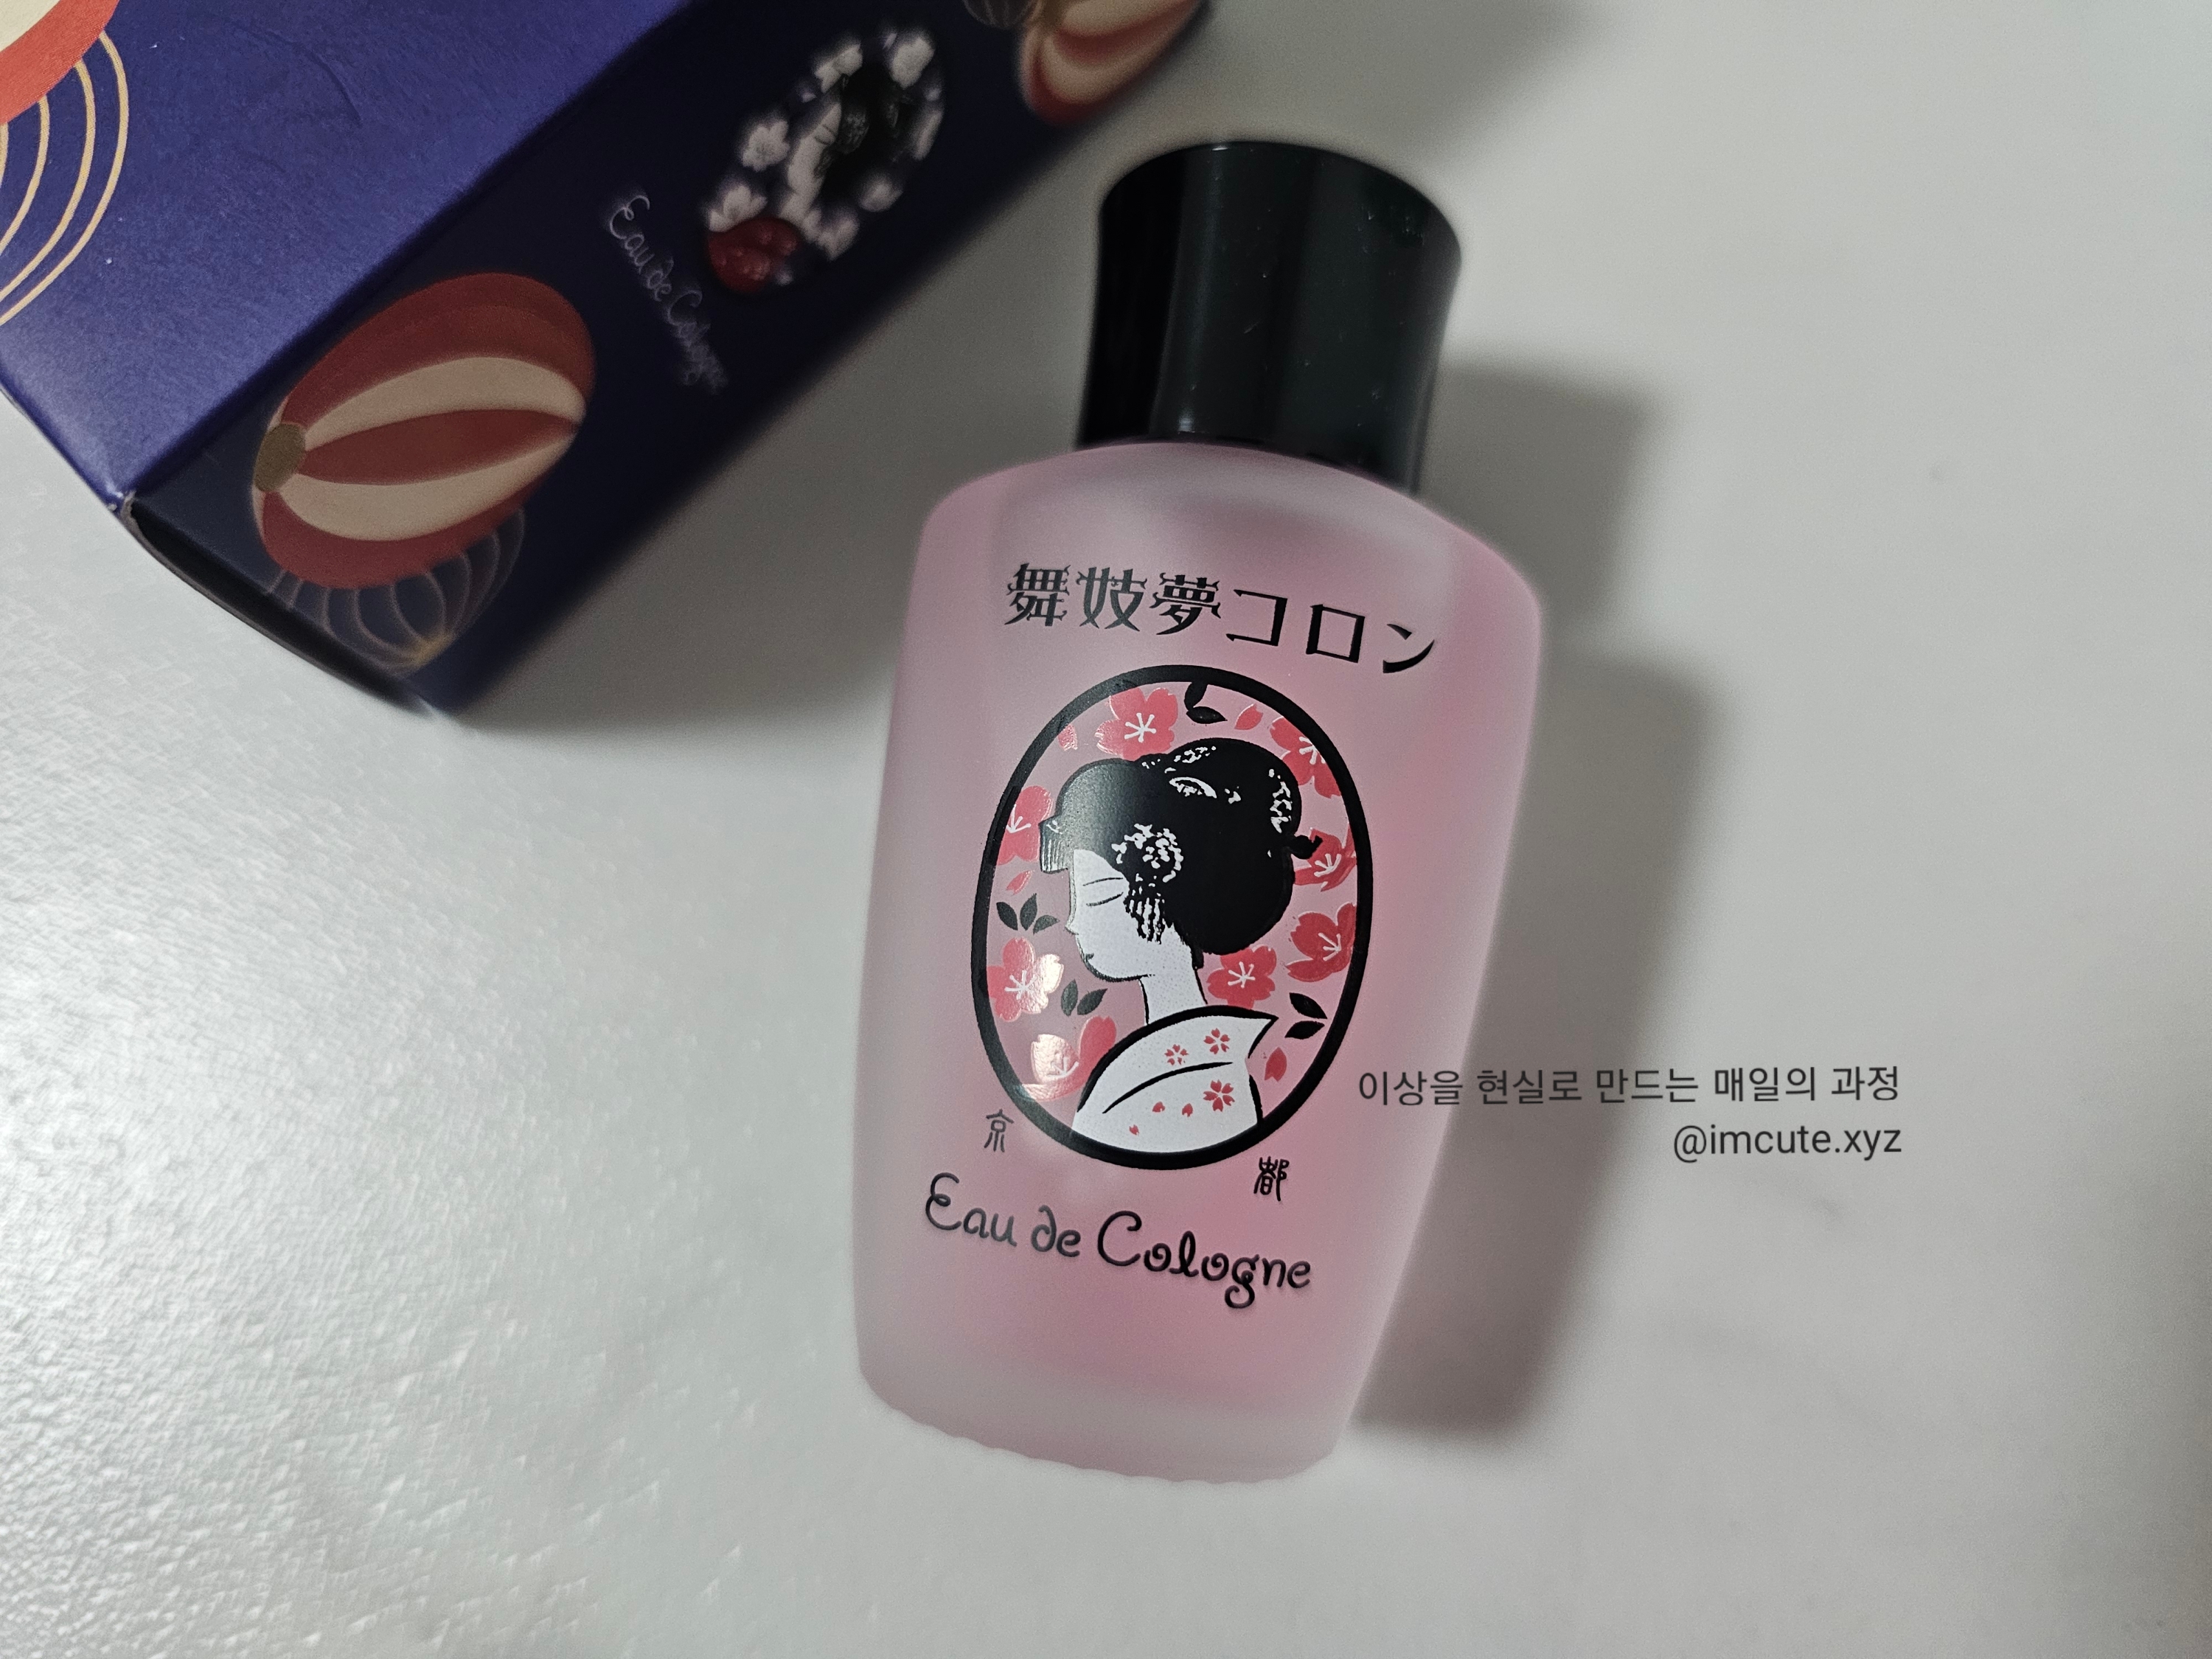 Eau de Cologne
舞妓夢コロン
京
都
Eau de Cologne
이상을 현실로 만드는 매일의 과정
@imcute.xyz